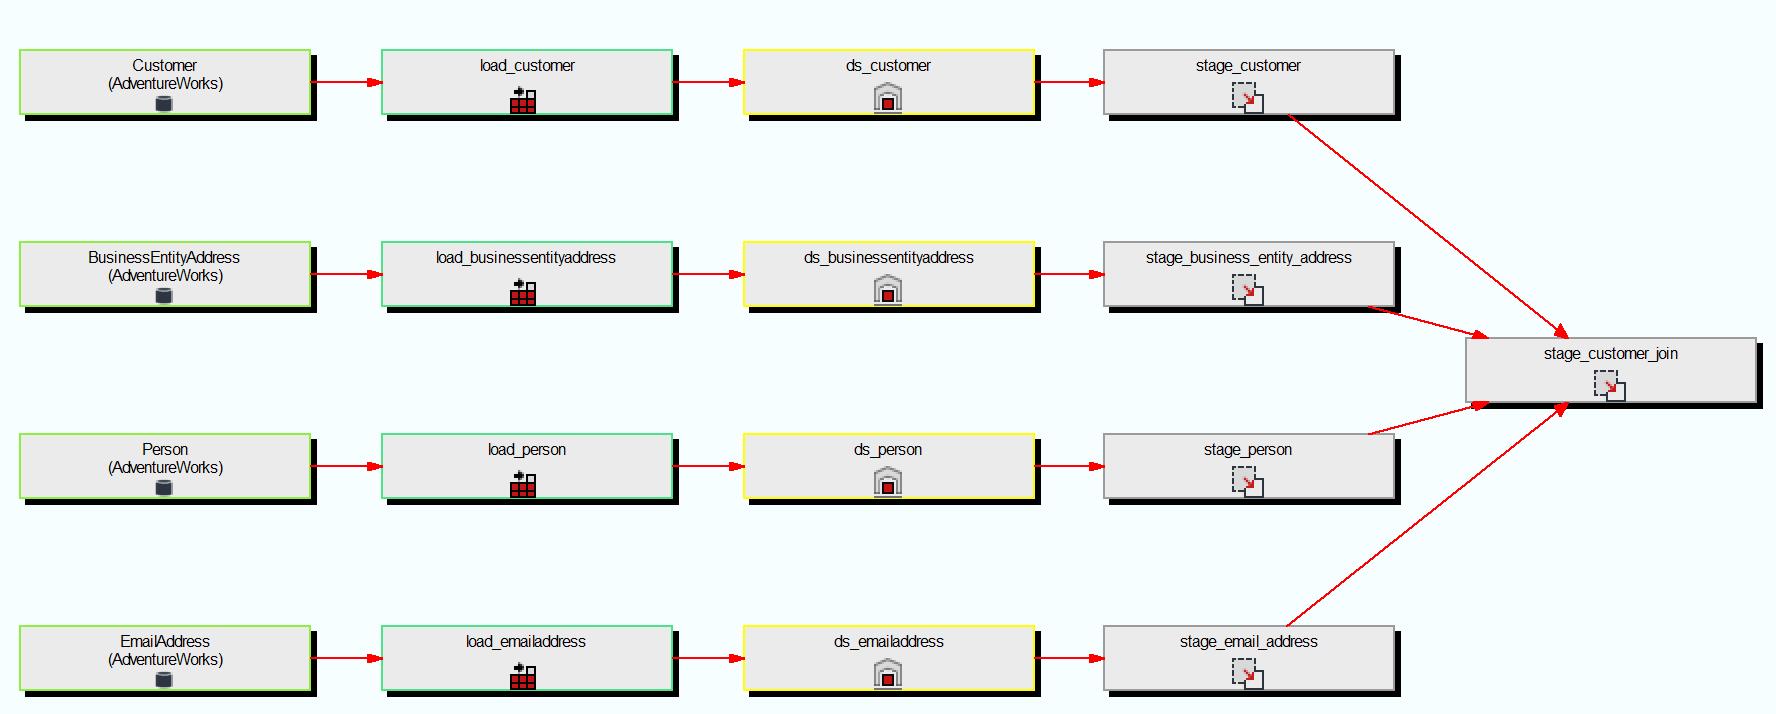 Customer
(AdventureWorks)
load_customer
ds_customer
stage_customer
BusinessEntityAddress
(AdventureWorks)
load_businessentityaddress
ds_businessentityaddress
stage_business_entity_address
stage_customer_join
Person
(AdventureWorks)
load_person
ds_person
stage_person
EmailAddress
(AdventureWorks)
load_emailaddress
ds_emailaddress
stage_email_address